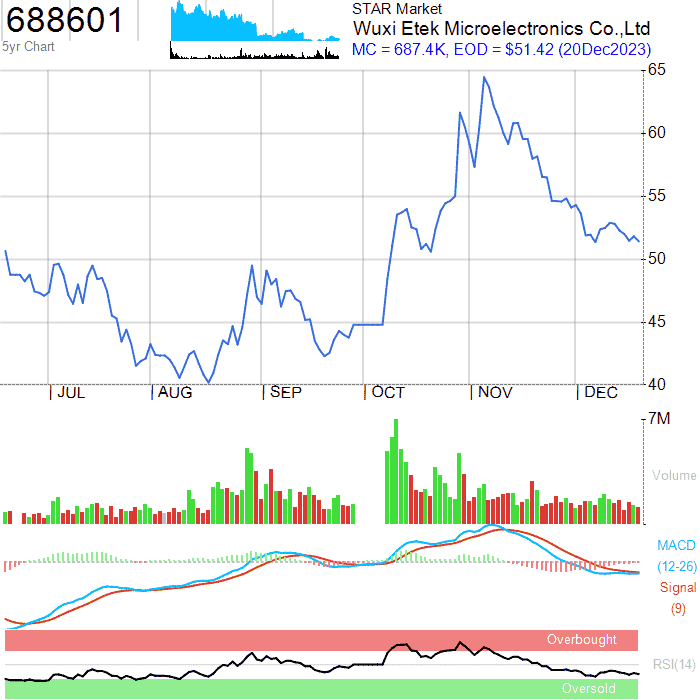 688601
5yr Chart
STAR Market
Wuxi Etek Microelectronics Co.,Ltd
MC = 687.4K, EOD = $51.42 (20Dec2023)
65
60
55
50
45
40
JUL AUG SEP OCT NOV DEC
7M
Volume
MACD
(12-26)
Signal
(9)
Overbought
RSI(14)
Oversold